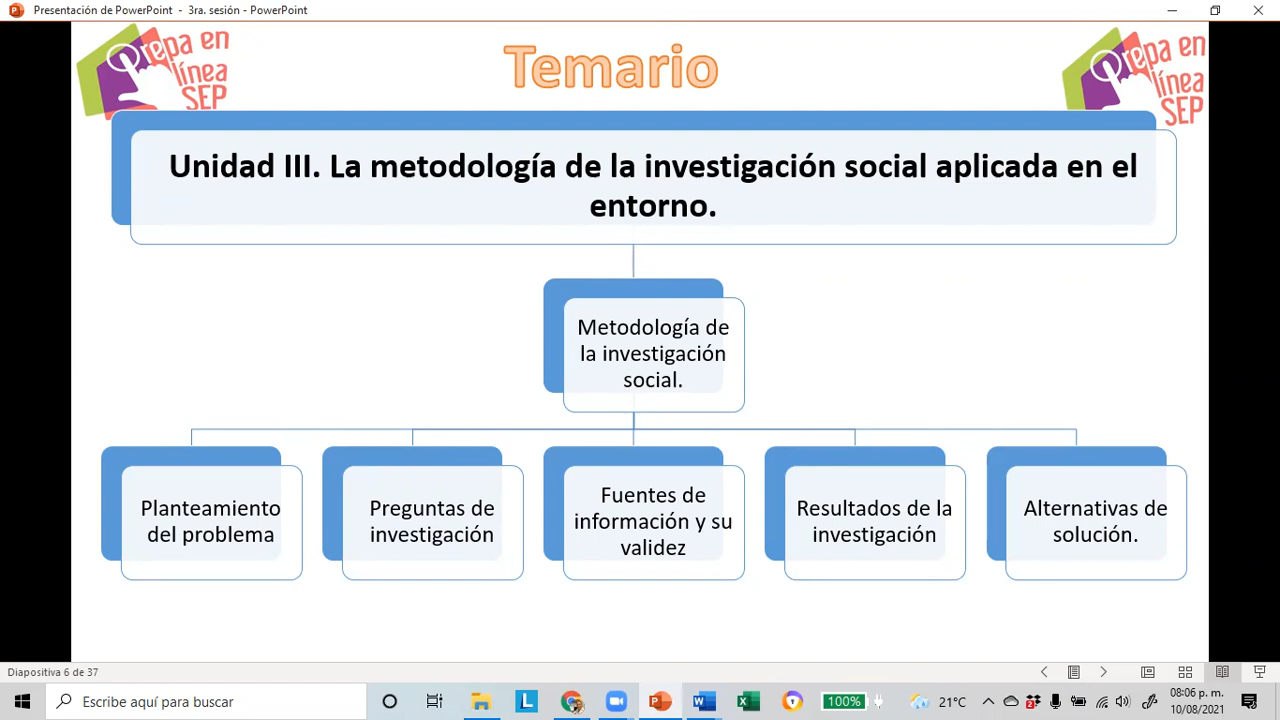 Presentación de PowerPoint - 3ra. sesión - PowerPoint
Prepa en
línea
SEP
Temario
Prepa en
línea
SEP
Unidad III. La metodología de la investigación social aplicada en el
entorno.
Metodología de
la investigación
social.
Planteamiento
del problema
Preguntas de
investigación
Fuentes de
información y su
validez
Resultados de la
investigación
Alternativas de
solución.
Diapositiva 6 de 37
Escribe aquí para buscar
L
100%
21°C
2
08:06 p. m.
10/08/2021